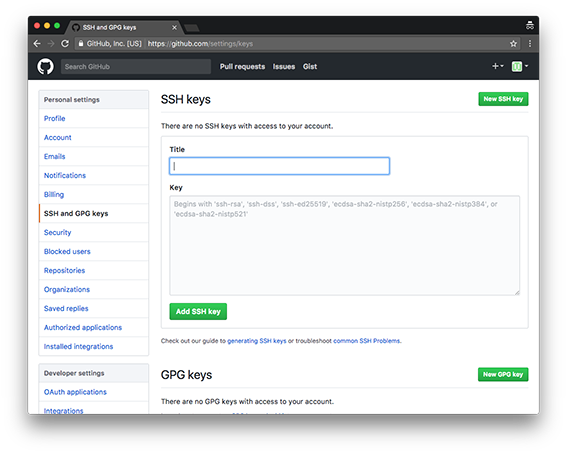 SSH and GPG keys
GitHub, Inc. [US] https://github.com/settings/keys
Search GitHub
Pull requests Issues Gist
Personal settings
Profile
Account
Emails
Notifications
Billing
SSH and GPG keys
Security
Blocked users
Repositories
Organizations
Saved replies
Authorized applications
Installed integrations
Developer settings
OAuth applications
Integrations
SSH keys
New SSH key
There are no SSH keys with access to your account.
Title
Key
Begins with 'ssh-rsa', 'ssh-dss', 'ssh-ed25519', 'ecdsa-sha2-nistp256', 'ecdsa-sha2-nistp384', or
'ecdsa-sha2-nistp521'
Add SSH key
Check out our guide to generating SSH keys or troubleshoot common SSH Problems.
GPG keys
New GPG key
There are no GPG keys with access to your account.